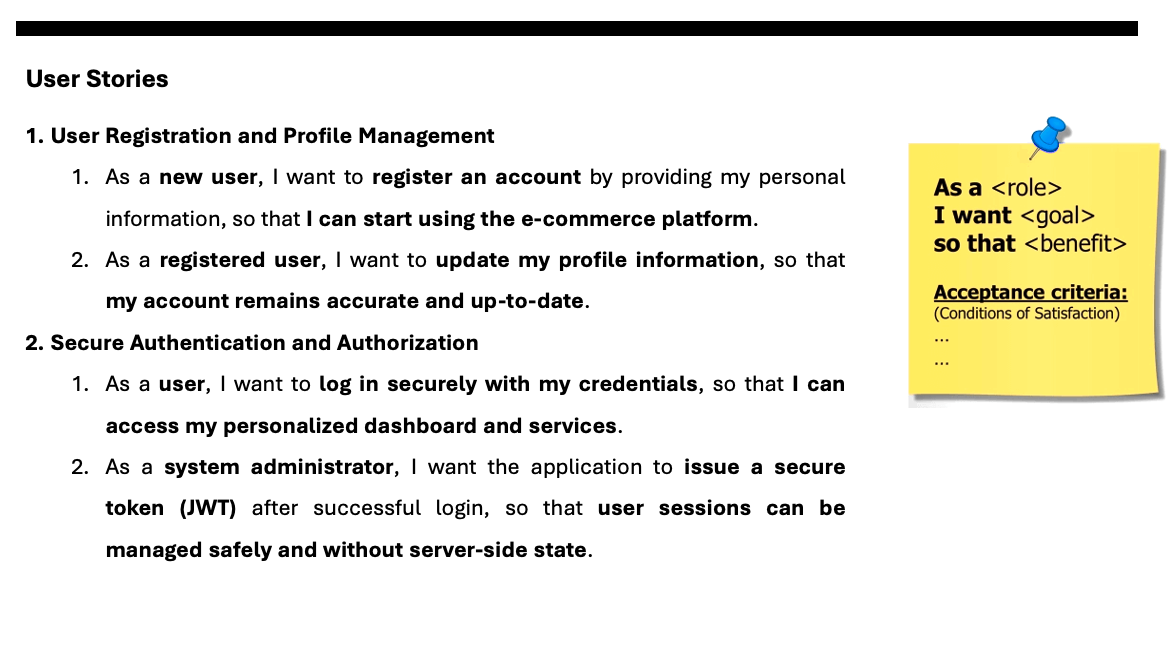 User Stories
1. User Registration and Profile Management
1. As a new user, I want to register an account by providing my personal
information, so that I can start using the e-commerce platform.
2. As a registered user, I want to update my profile information, so that
my account remains accurate and up-to-date.
2. Secure Authentication and Authorization
1. As a user, I want to log in securely with my credentials, so that I can
access my personalized dashboard and services.
2. As a system administrator, I want the application to issue a secure
token (JWT) after successful login, so that user sessions can be
managed safely and without server-side state.
As a <role>
I want <goal>
so that <benefit>
Acceptance criteria:
(Conditions of Satisfaction)
...
...